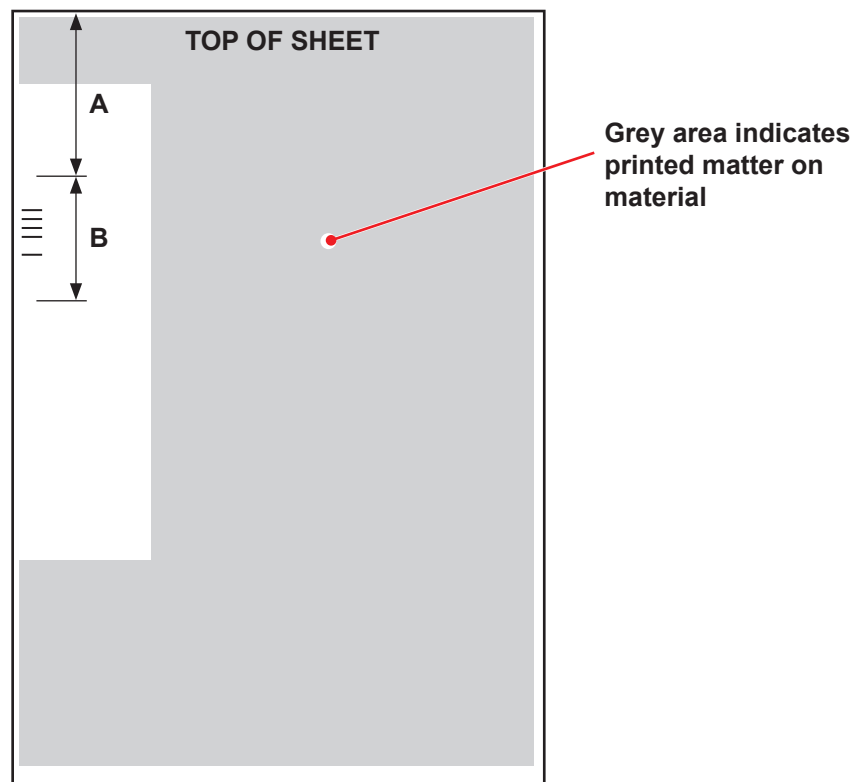 TOP OF SHEET
A
Grey area indicates
printed matter on
material
B